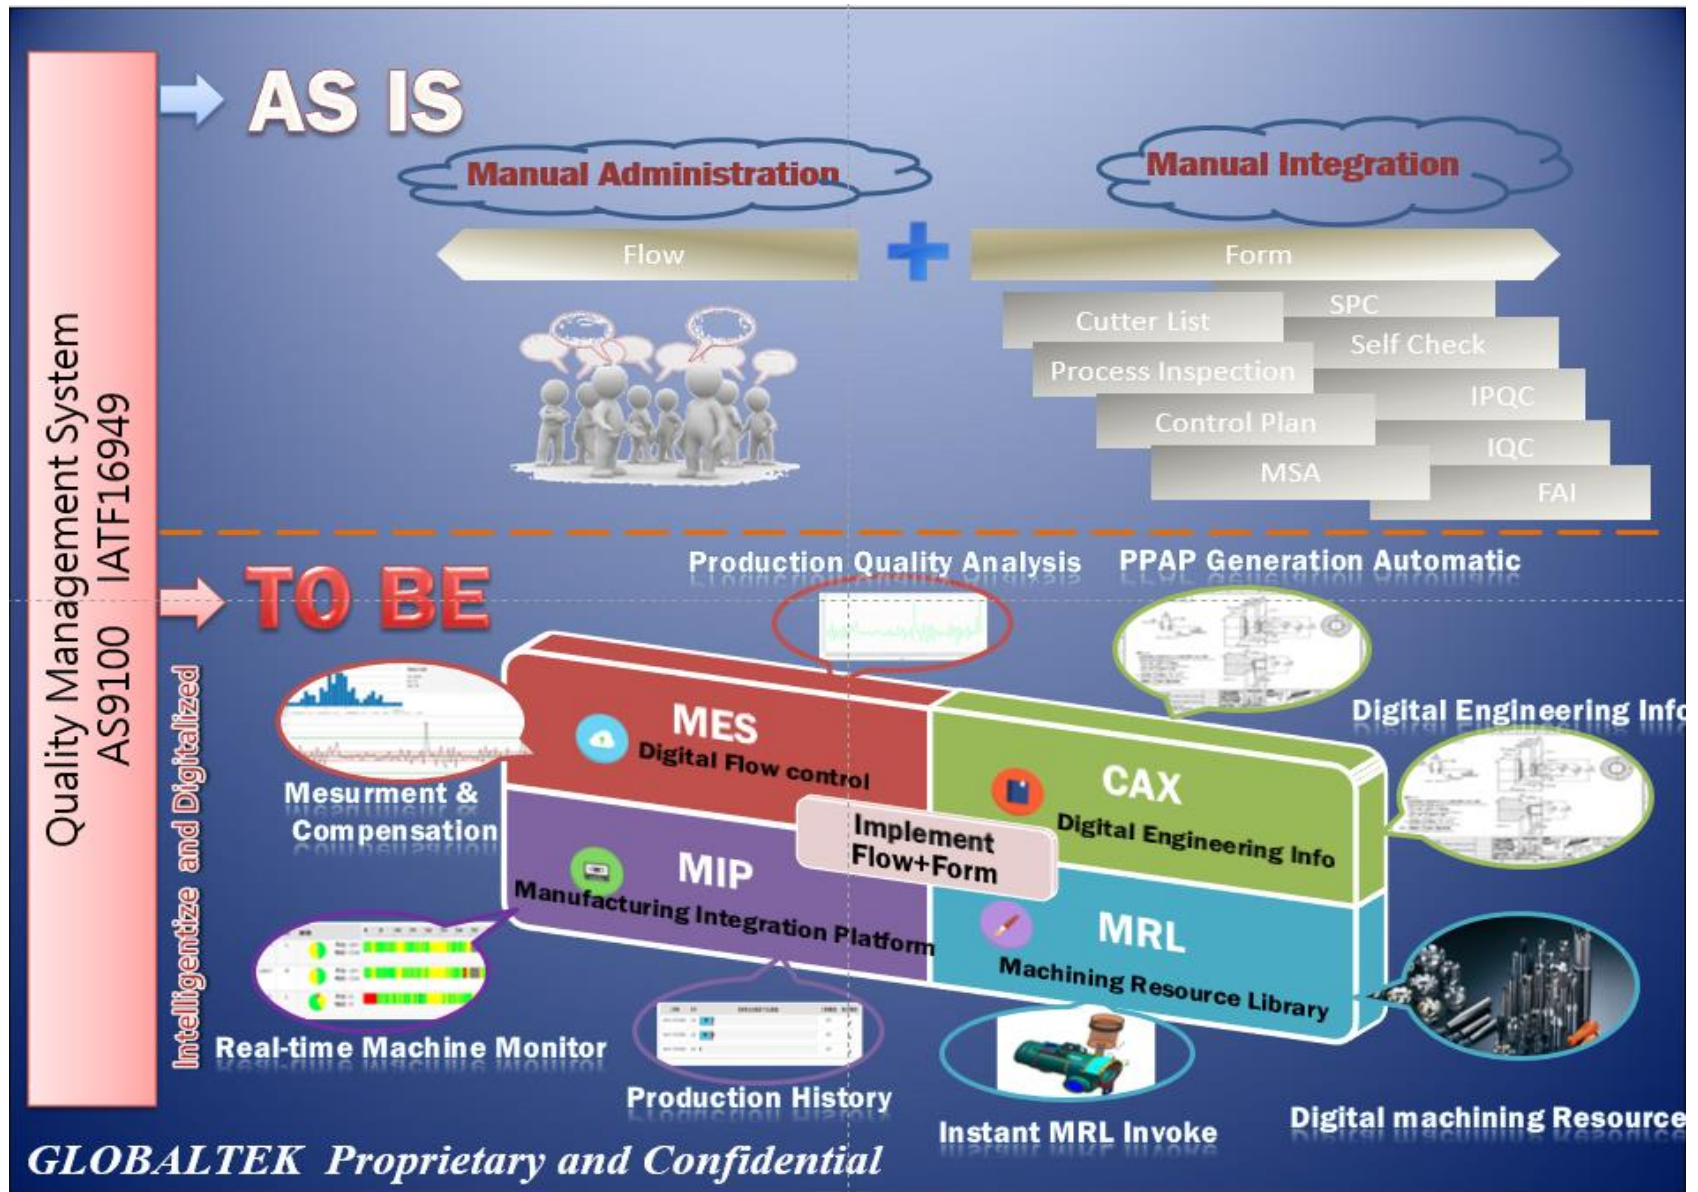 Quality Management System
AS9100 IATF16949
AS IS
Manual Administration
Manual Integration
Flow
Form
Cutter List
SPC
Self Check
Process Inspection
IPQC
Control Plan
IQC
MSA
FAI
TO BE
Intelligentize and Digitalized
Production Quality Analysis
PPAP Generation Automatic
Digital Engineering Info
Mesurment &
Compensation
MES
Digital Flow control
CAX
Digital Engineering Info
Implement
Flow+Form
MIP
Manufacturing Integration Platform
MRL
Machining Resource Library
Real-time Machine Monitor
Production History
Instant MRL Invoke
Digital machining Resource
GLOBALTEK Proprietary and Confidential